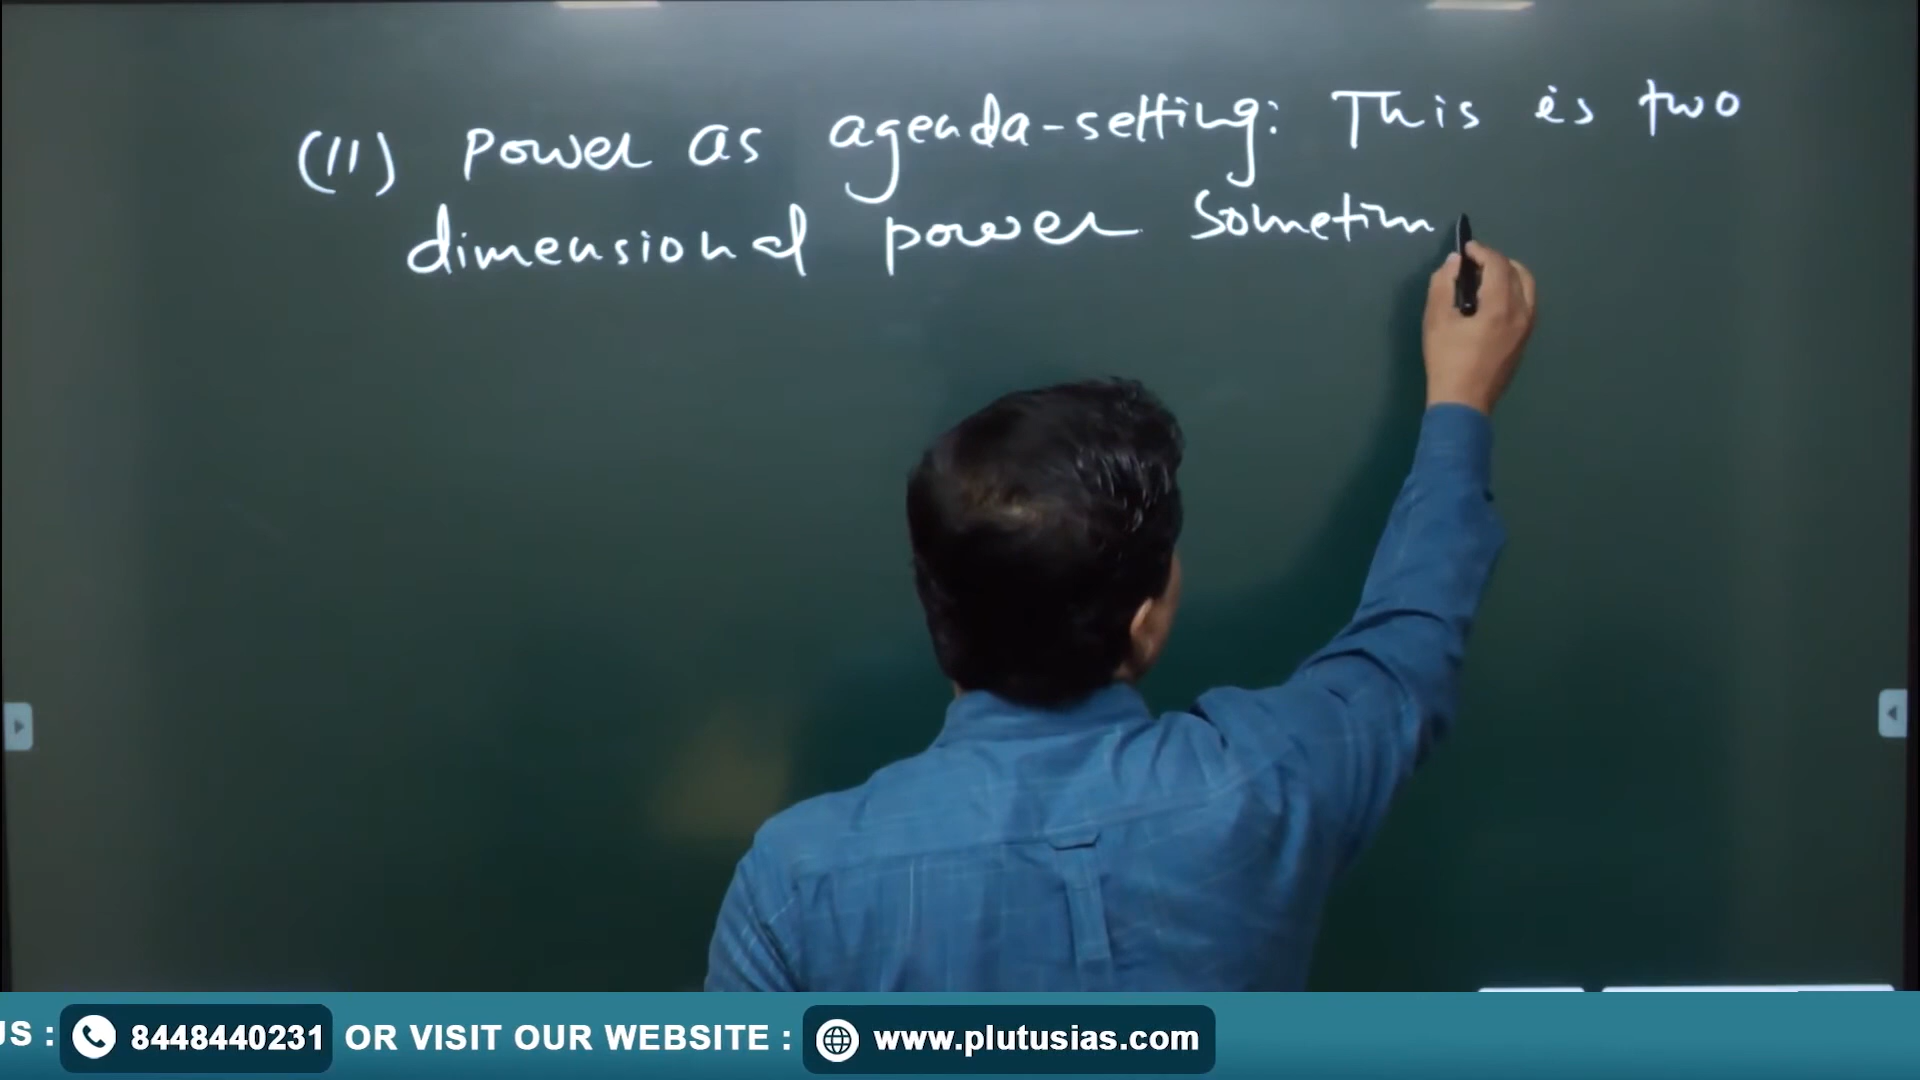 (11) Power as agenda-setting: This is two
dimensional power Sometim
US :
8448440231
OR VISIT OUR WEBSITE :
www.plutusias.com